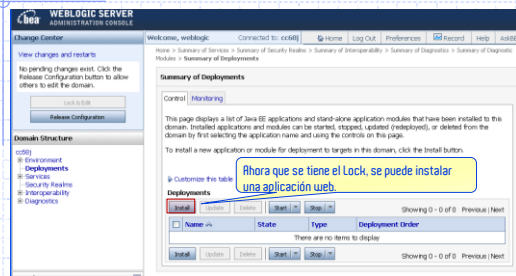 bea WEBLOGIC SERVER
ADMINISTRATION CONSOLE
Change Center
View changes and restarts
No pending changes exist. Click the
Release Configuration button to allow
others to edit the domain.
Lock & Edit
Release Configuration
Domain Structure
cc68j
Environment
Deployments
Services
Security Realms
Interoperability
Diagnostics
Welcome, weblogic Connected to: cc68j Home Log Out Preferences Record Help AskBE
Home > Summary of Services > Summary of Security Realms > Summary of Interoperability > Summary of Diagnostics > Summary of Diagnostic
Modules > Summary of Deployments
Summary of Deployments
Control Monitoring
This page displays a list of Java EE applications and stand-alone application modules that have been installed to this
domain. Installed applications and modules can be started, stopped, updated (redeployed), or deleted from the
domain by first selecting the application name and using the controls on this page.
To install a new application or module for deployment to targets in this domain, click the Install button.
Ahora que se tiene el Lock, se puede instalar
una aplicación web.
Customize this table
Deployments
Install Update Delete Start Stop Showing 0 - 0 of 0 Previous | Next
Name State Type Deployment Order
There are no items to display
Install Update Delete Start Stop Showing 0 - 0 of 0 Previous | Next